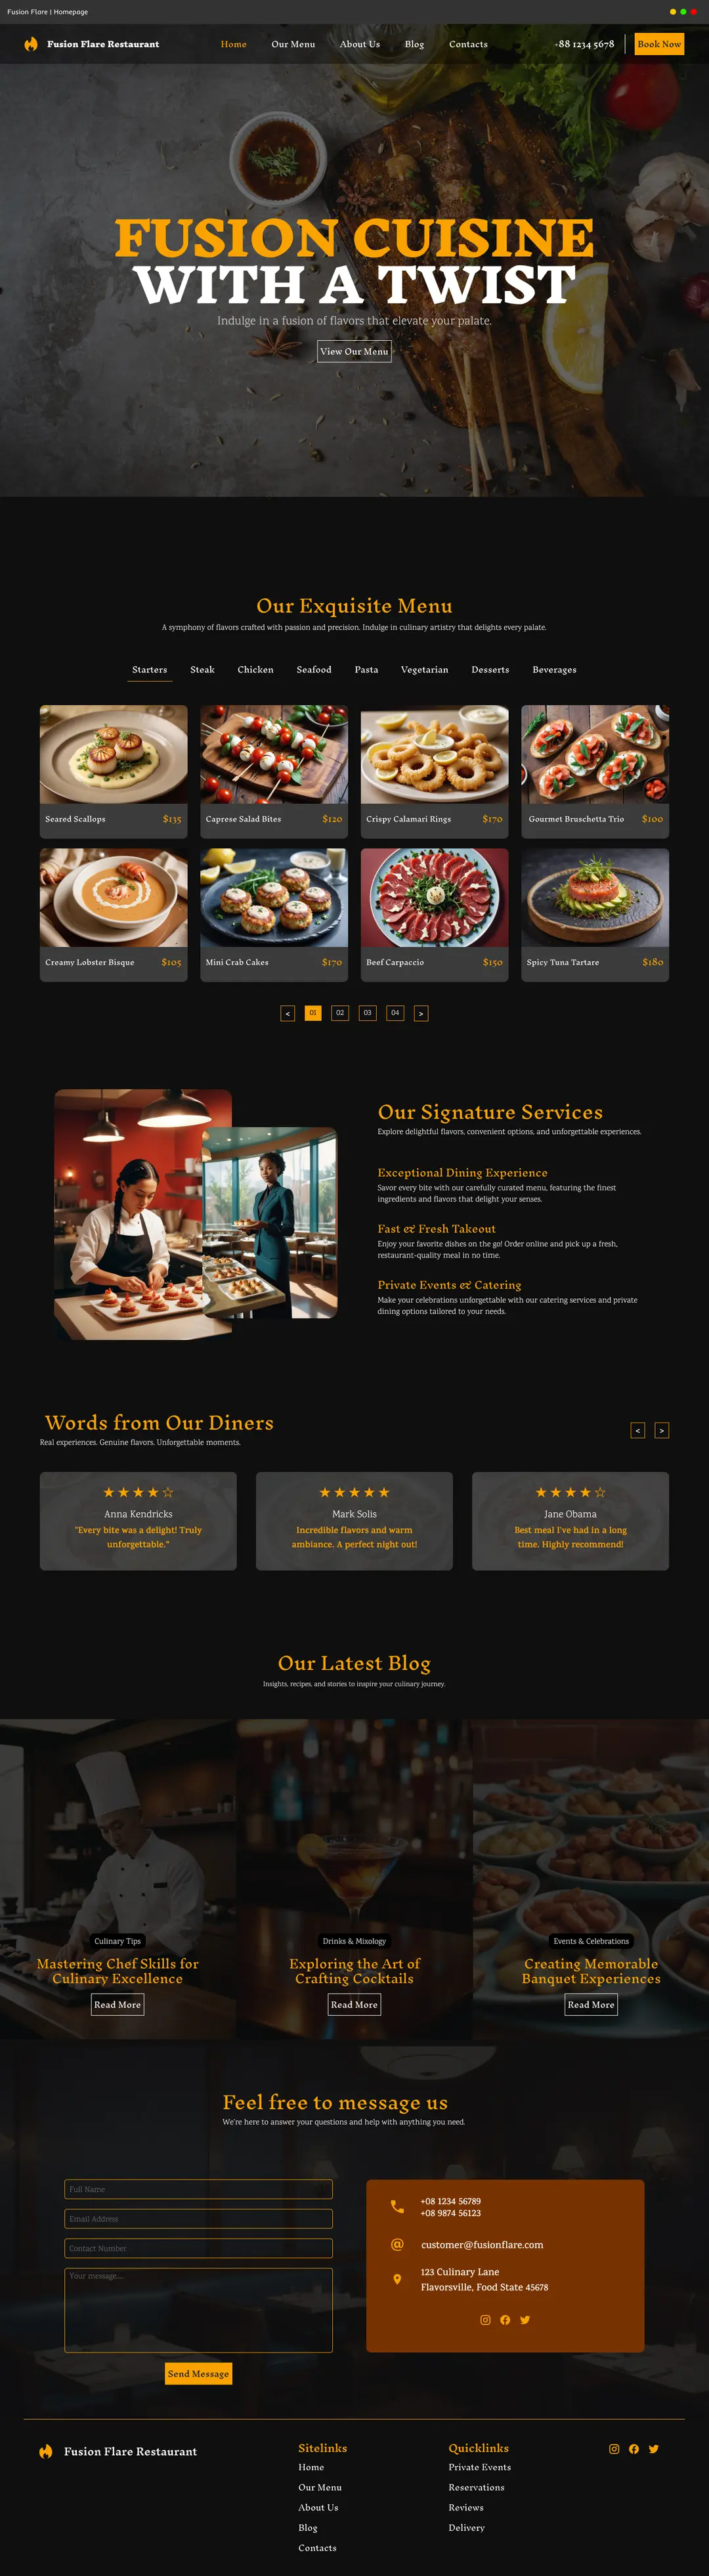 Fusion Flare | Homepage
Fusion Flare Restaurant
Home
Our Menu
About Us
Blog
Contacts
+88 1234 5678
Book Now
FUSION CUISINE
WITH A TWIST
Indulge in a fusion of flavors that elevate your palate.
View Our Menu
Our Exquisite Menu
A symphony of flavors crafted with passion and precision. Indulge in culinary artistry that delights every palate.
Starters
Steak
Chicken
Seafood
Pasta
Vegetarian
Desserts
Beverages
Seared Scallops
$135
Caprese Salad Bites
$120
Crispy Calamari Rings
$170
Gourmet Bruschetta Trio
$100
Creamy Lobster Bisque
$105
Mini Crab Cakes
$170
Beef Carpaccio
$150
Spicy Tuna Tartare
$180
<
01
02
03
04
>
Our Signature Services
Explore delightful flavors, convenient options, and unforgettable experiences.
Exceptional Dining Experience
Savor every bite with our carefully curated menu, featuring the finest
ingredients and flavors that delight your senses.
Fast & Fresh Takeout
Enjoy your favorite dishes on the go! Order online and pick up a fresh,
restaurant-quality meal in no time.
Private Events & Catering
Make your celebrations unforgettable with our catering services and private
dining options tailored to your needs.
Words from Our Diners
Real experiences. Genuine flavors. Unforgettable moments.
<
>
Anna Kendricks
"Every bite was a delight! Truly
unforgettable."
Mark Solis
Incredible flavors and warm
ambiance. A perfect night out!
Jane Obama
Best meal I've had in a long
time. Highly recommend!
Our Latest Blog
Insights, recipes, and stories to inspire your culinary journey.
Culinary Tips
Mastering Chef Skills for
Culinary Excellence
Read More
Drinks & Mixology
Exploring the Art of
Crafting Cocktails
Read More
Events & Celebrations
Creating Memorable
Banquet Experiences
Read More
Feel free to message us
We're here to answer your questions and help with anything you need.
Full Name
Email Address
Contact Number
Your message....
Send Message
+08 1234 56789
+08 9874 56123
customer@fusionflare.com
123 Culinary Lane
Flavorsville, Food State 45678
Fusion Flare Restaurant
Sitelinks
Home
Our Menu
About Us
Blog
Contacts
Quicklinks
Private Events
Reservations
Reviews
Delivery